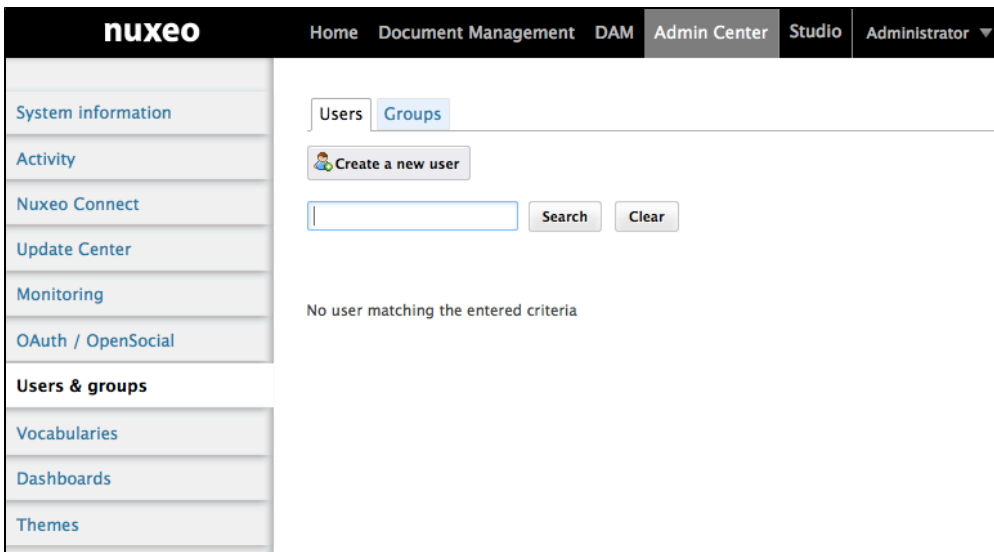 nuxeo
Home Document Management DAM Admin Center Studio Administrator
System information
Activity
Nuxeo Connect
Update Center
Monitoring
OAuth / OpenSocial
Users & groups
Vocabularies
Dashboards
Themes
Users Groups
Create a new user
Search Clear
No user matching the entered criteria